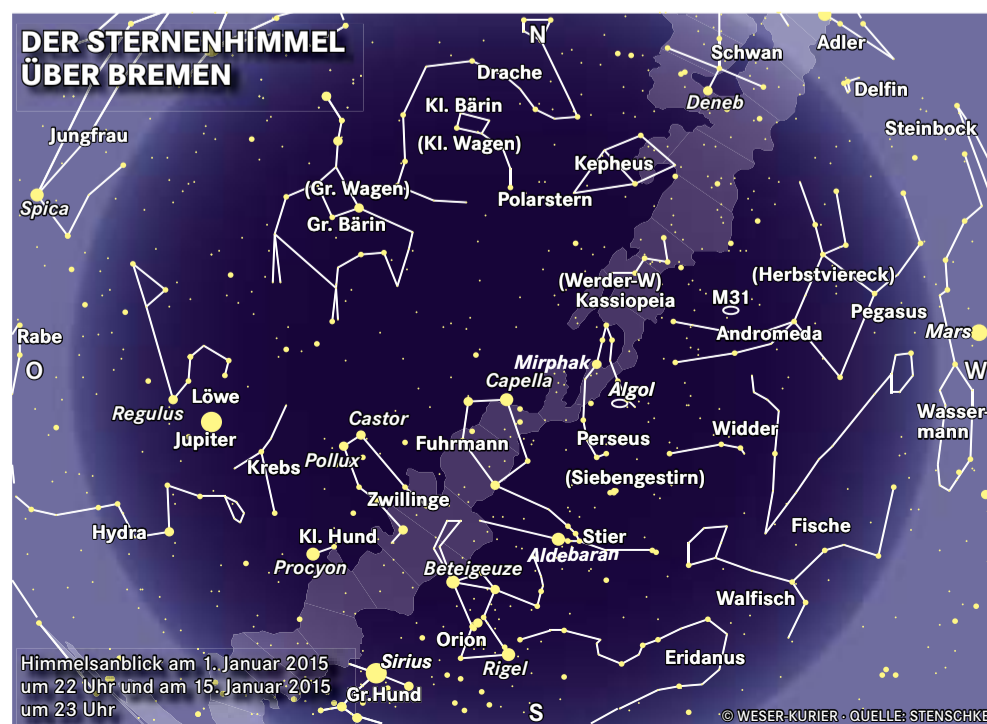 DER STERNENHIMMEL
ÜBER BREMEN
N
Schwan
Adler
Drache
Deneb
Delfin
Kl. Bärin
Steinbock
Jungfrau
(Kl. Wagen)
Kepheus
(Gr. Wagen)
Polarstern
Spica
Gr. Bärin
(Werder-W)
(Herbstviereck)
Kassiopeia
M31
Pegasus
Rabe
Andromeda
Mars
Mirphak
O
Capella
Algol
W
Löwe
Regulus
Castor
Wasser-
mann
Jupiter
Fuhrmann
Perseus
Widder
Krebs
Pollux
(Siebengestirn)
Zwillinge
Hydra
Kl. Hund
Stier
Fische
Procyon
Beteigeuze
Aldebaran
Walfisch
Orion
Rigel
Eridanus
Sirius
Gr.Hund
Himmelsanblick am 1. Januar 2015
um 22 Uhr und am 15. Januar 2015
um 23 Uhr
S
© WESER-KURIER · QUELLE: STENSCHKE